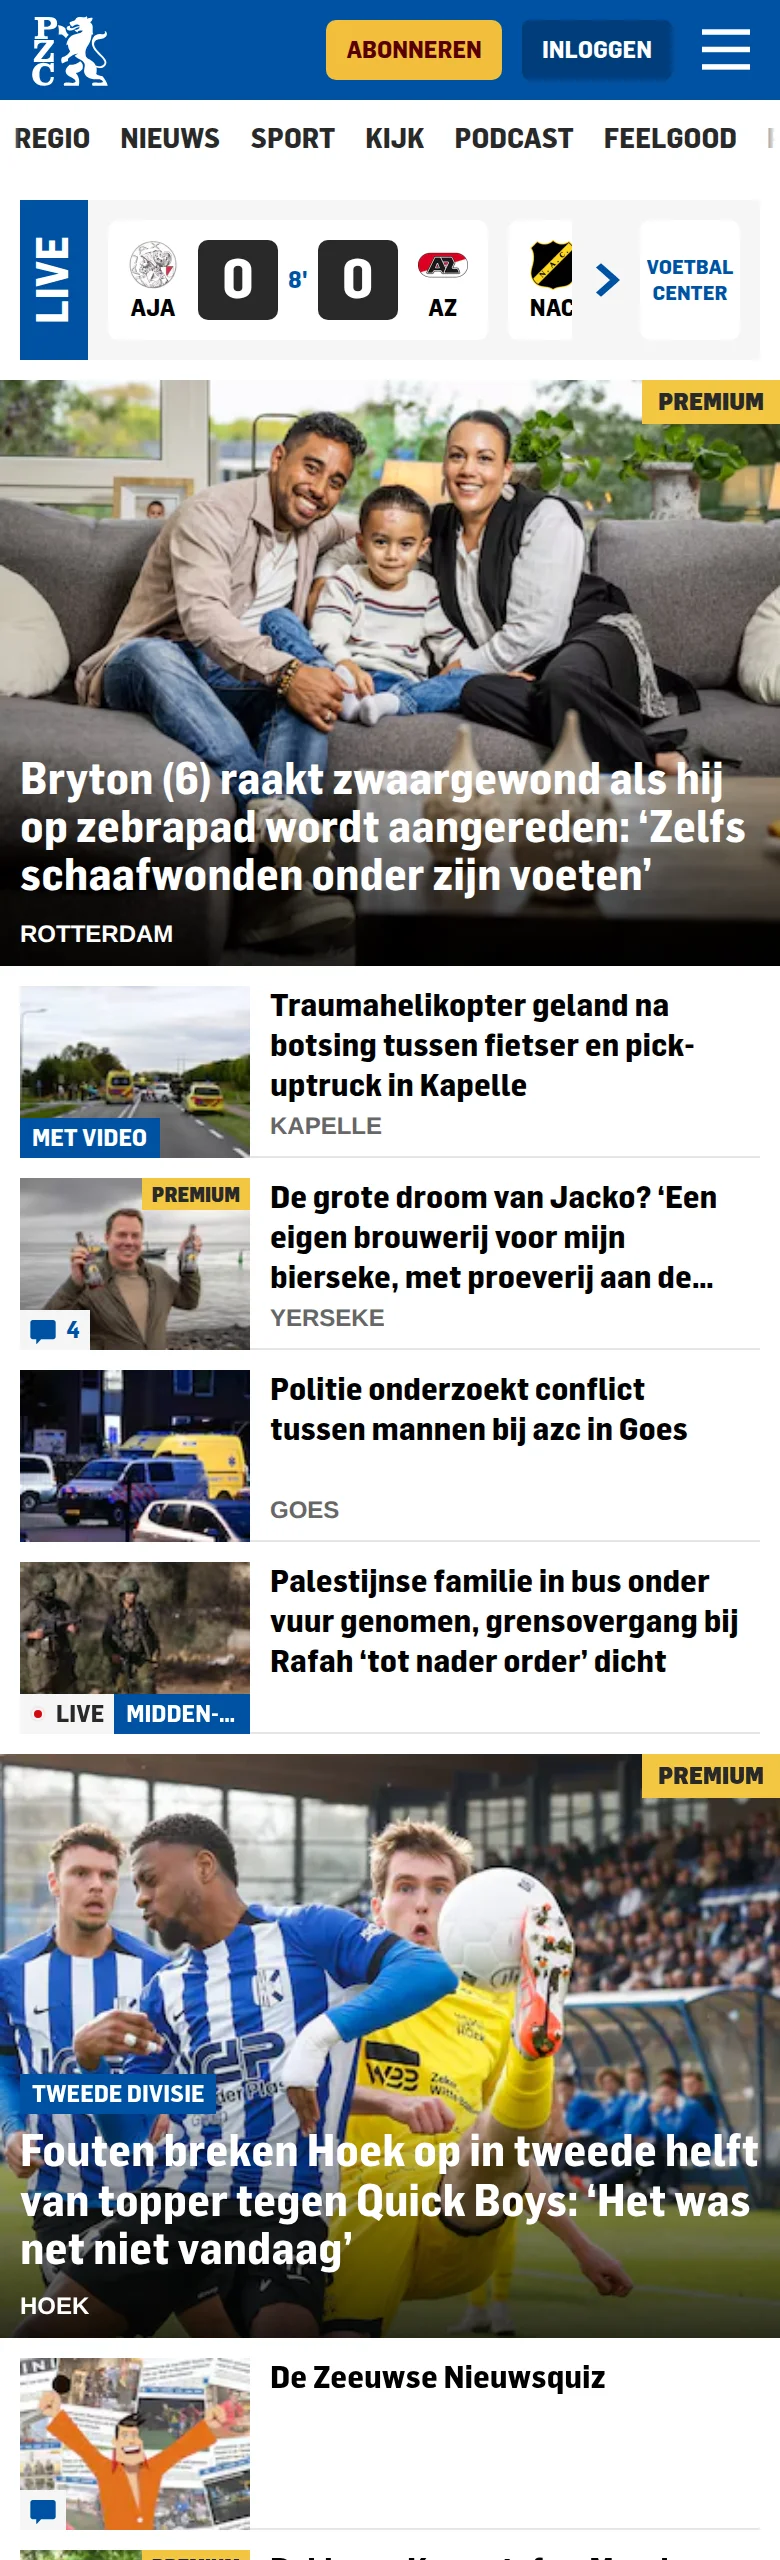 PZC
ABONNEREN
INLOGGEN
REGIO NIEUWS SPORT KIJK PODCAST FEELGOOD
LIVE
AJA
0
8'
0
AZ
NAC
VOETBAL
CENTER
PREMIUM
Bryton (6) raakt zwaargewond als hij
op zebrapad wordt aangereden: ‘Zelfs
schaafwonden onder zijn voeten’
ROTTERDAM
MET VIDEO
Traumahelikopter geland na
botsing tussen fietser en pick-
uptruck in Kapelle
KAPELLE
PREMIUM
4
De grote droom van Jacko? ‘Een
eigen brouwerij voor mijn
bierseke, met proeverij aan de...
YERSEKE
Politie onderzoekt conflict
tussen mannen bij azc in Goes
GOES
LIVE
MIDDEN-...
Palestijnse familie in bus onder
vuur genomen, grensovergang bij
Rafah ‘tot nader order’ dicht
PREMIUM
TWEEDE DIVISIE
Fouten breken Hoek op in tweede helft
van topper tegen Quick Boys: ‘Het was
net niet vandaag’
HOEK
De Zeeuwse Nieuwsquiz